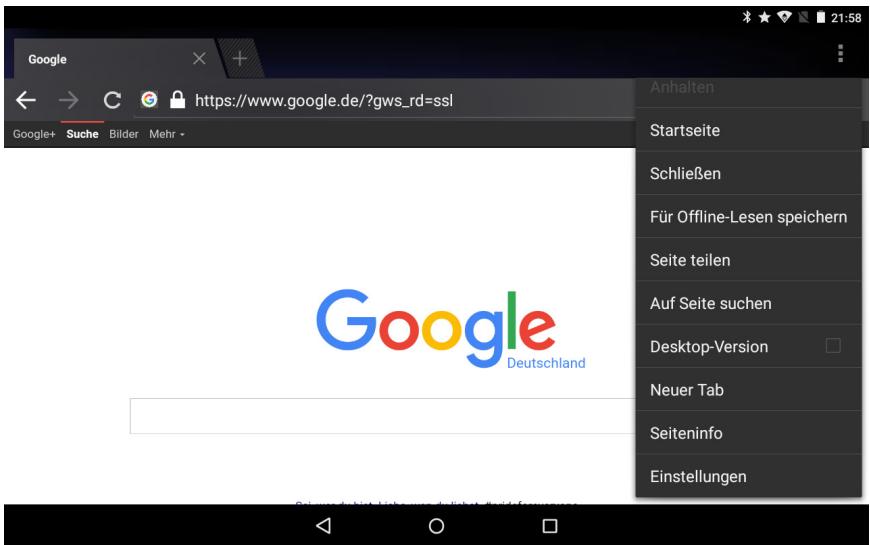 21:58
Google
https://www.google.de/?gws_rd=ssl
Google+ Suche Bilder Mehr
Anhalten
Startseite
Schließen
Für Offline-Lesen speichern
Seite teilen
Auf Seite suchen
Desktop-Version
Neuer Tab
Seiteninfo
Einstellungen
Google
Deutschland